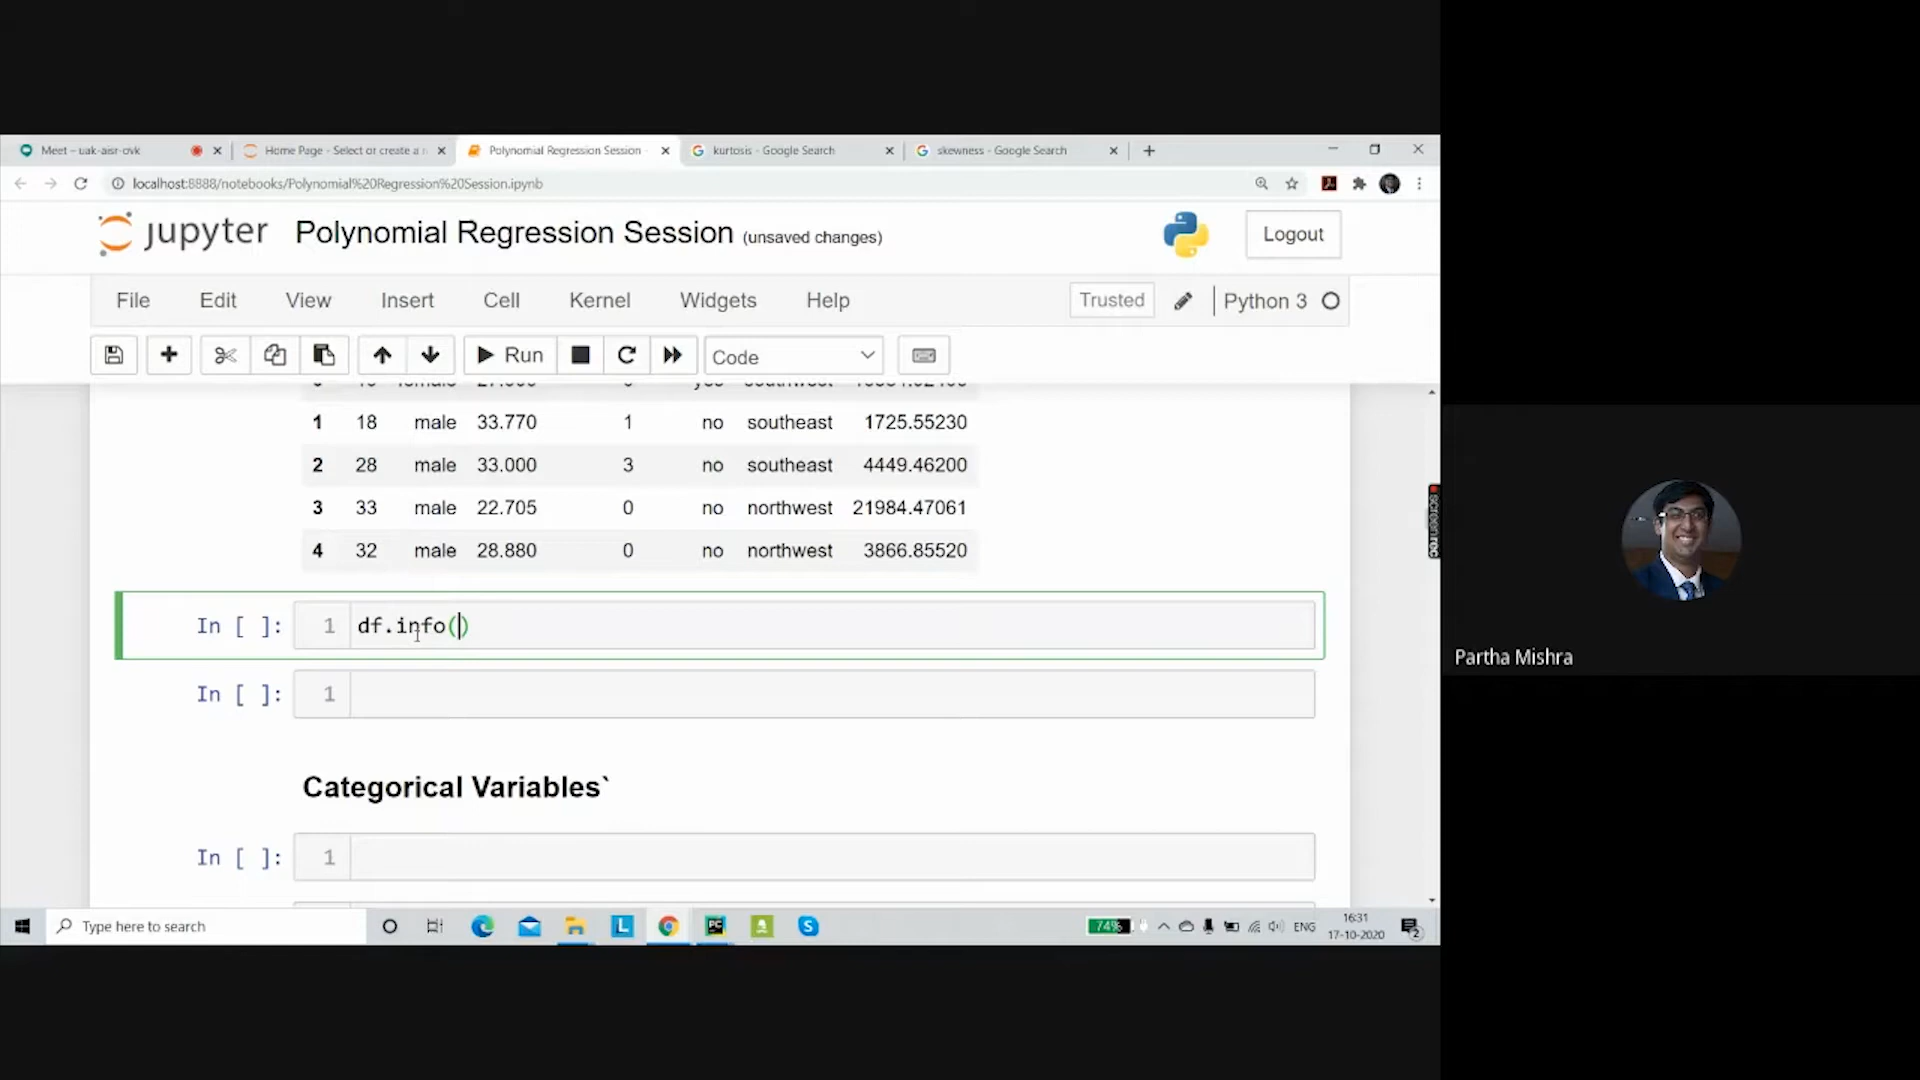 Meet – uak-aisr-ovk
Home Page - Select or create a n
Polynomial Regression Session -
kurtosis - Google Search
skewness - Google Search
localhost:8888/notebooks/Polynomial%20Regression%20Session.ipynb
jupyter Polynomial Regression Session (unsaved changes)
Logout
File Edit View Insert Cell Kernel Widgets Help
Trusted Python 3
Run Code
1 18 male 33.770 1 no southeast 1725.55230
2 28 male 33.000 3 no southeast 4449.46200
3 33 male 22.705 0 no northwest 21984.47061
4 32 male 28.880 0 no northwest 3866.85520
In [ ]: 1 df.info()
In [ ]: 1
Categorical Variables`
In [ ]: 1
screenrec
Partha Mishra
Type here to search
74%
ENG
16:31
17-10-2020
2